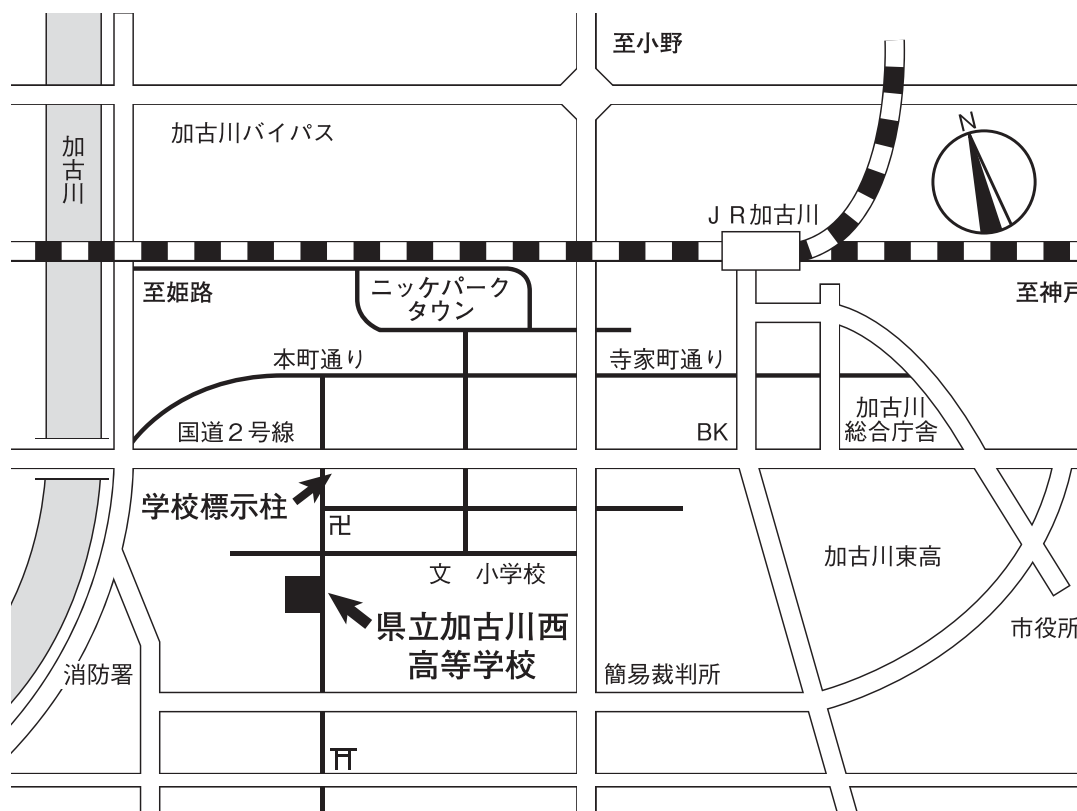 至小野
加古川バイパス
加古川
N
JR加古川
至姫路
ニッケパーク
タウン
至神戸
本町通り
寺家町通り
国道2号線
BK
加古川
総合庁舎
学校標示柱
卍
文 小学校
加古川東高
県立加古川西
高等学校
市役所
消防署
簡易裁判所